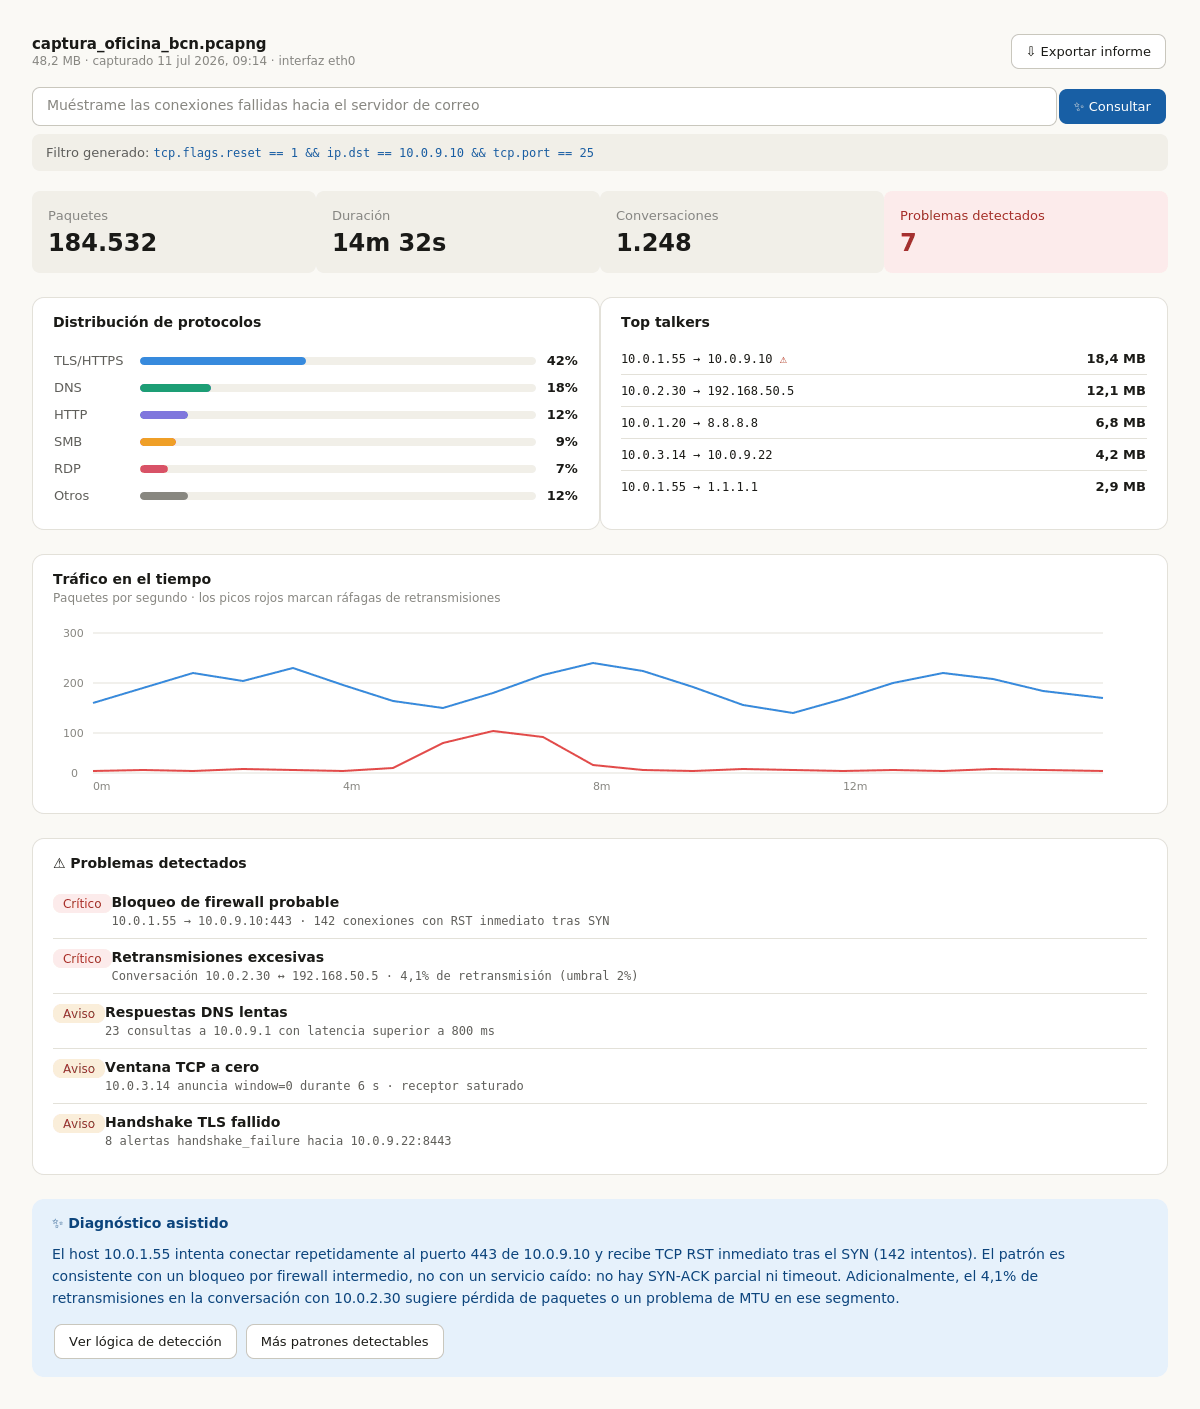 captura_oficina_bcn.pcapng
48,2 MB · capturado 11 jul 2026, 09:14 · interfaz eth0
⇩ Exportar informe
Muéstrame las conexiones fallidas hacia el servidor de correo
✨ Consultar
Filtro generado: tcp.flags.reset == 1 && ip.dst == 10.0.9.10 && tcp.port == 25
Paquetes
184.532
Duración
14m 32s
Conversaciones
1.248
Problemas detectados
7
Distribución de protocolos
TLS/HTTPS 42%
DNS 18%
HTTP 12%
SMB 9%
RDP 7%
Otros 12%
Top talkers
10.0.1.55 → 10.0.9.10 ⚠ 18,4 MB
10.0.2.30 → 192.168.50.5 12,1 MB
10.0.1.20 → 8.8.8.8 6,8 MB
10.0.3.14 → 10.0.9.22 4,2 MB
10.0.1.55 → 1.1.1.1 2,9 MB
Tráfico en el tiempo
Paquetes por segundo · los picos rojos marcan ráfagas de retransmisiones
300
200
100
0
0m 4m 8m 12m
⚠ Problemas detectados
Crítico Bloqueo de firewall probable
10.0.1.55 → 10.0.9.10:443 · 142 conexiones con RST inmediato tras SYN
Crítico Retransmisiones excesivas
Conversación 10.0.2.30 ↔ 192.168.50.5 · 4,1% de retransmisión (umbral 2%)
Aviso Respuestas DNS lentas
23 consultas a 10.0.9.1 con latencia superior a 800 ms
Aviso Ventana TCP a cero
10.0.3.14 anuncia window=0 durante 6 s · receptor saturado
Aviso Handshake TLS fallido
8 alertas handshake_failure hacia 10.0.9.22:8443
✨ Diagnóstico asistido
El host 10.0.1.55 intenta conectar repetidamente al puerto 443 de 10.0.9.10 y recibe TCP RST inmediato tras el SYN (142 intentos). El patrón es
consistente con un bloqueo por firewall intermedio, no con un servicio caído: no hay SYN-ACK parcial ni timeout. Adicionalmente, el 4,1% de
retransmisiones en la conversación con 10.0.2.30 sugiere pérdida de paquetes o un problema de MTU en ese segmento.
Ver lógica de detección
Más patrones detectables